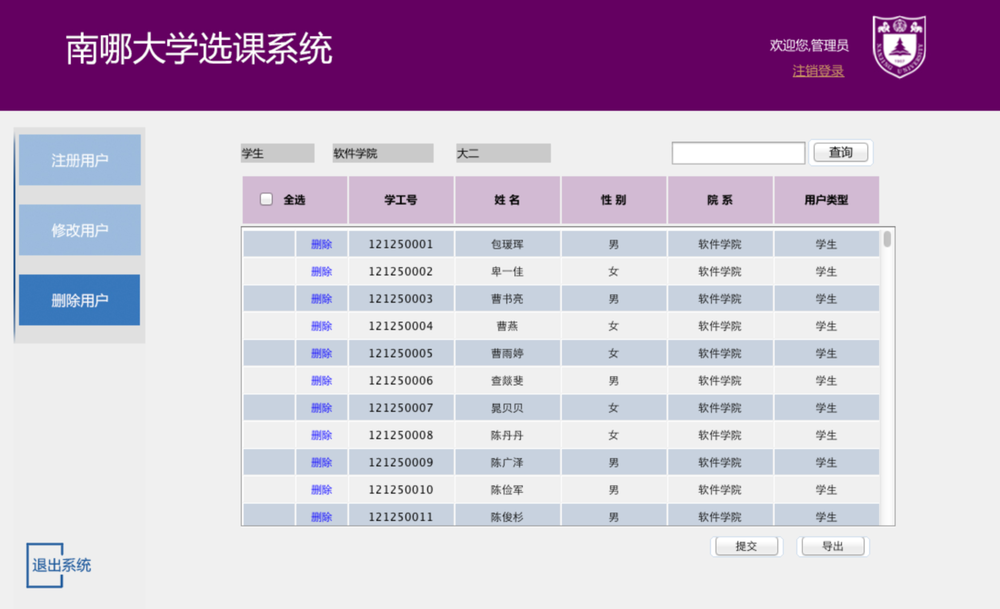 南哪大学选课系统
欢迎您,管理员
注销登录
NANJING UNIVERSITY
1902
注册用户
修改用户
删除用户
退出系统
学生 软件学院 大二 查询
全选 学工号 姓 名 性 别 院 系 用户类型
删除 121250001 包瑗珲 男 软件学院 学生
删除 121250002 卑一佳 女 软件学院 学生
删除 121250003 曹书亮 男 软件学院 学生
删除 121250004 曹燕 女 软件学院 学生
删除 121250005 曹雨婷 女 软件学院 学生
删除 121250006 查燚斐 男 软件学院 学生
删除 121250007 晁贝贝 女 软件学院 学生
删除 121250008 陈丹丹 女 软件学院 学生
删除 121250009 陈广泽 男 软件学院 学生
删除 121250010 陈俭军 男 软件学院 学生
删除 121250011 陈俊杉 男 软件学院 学生
提交 导出